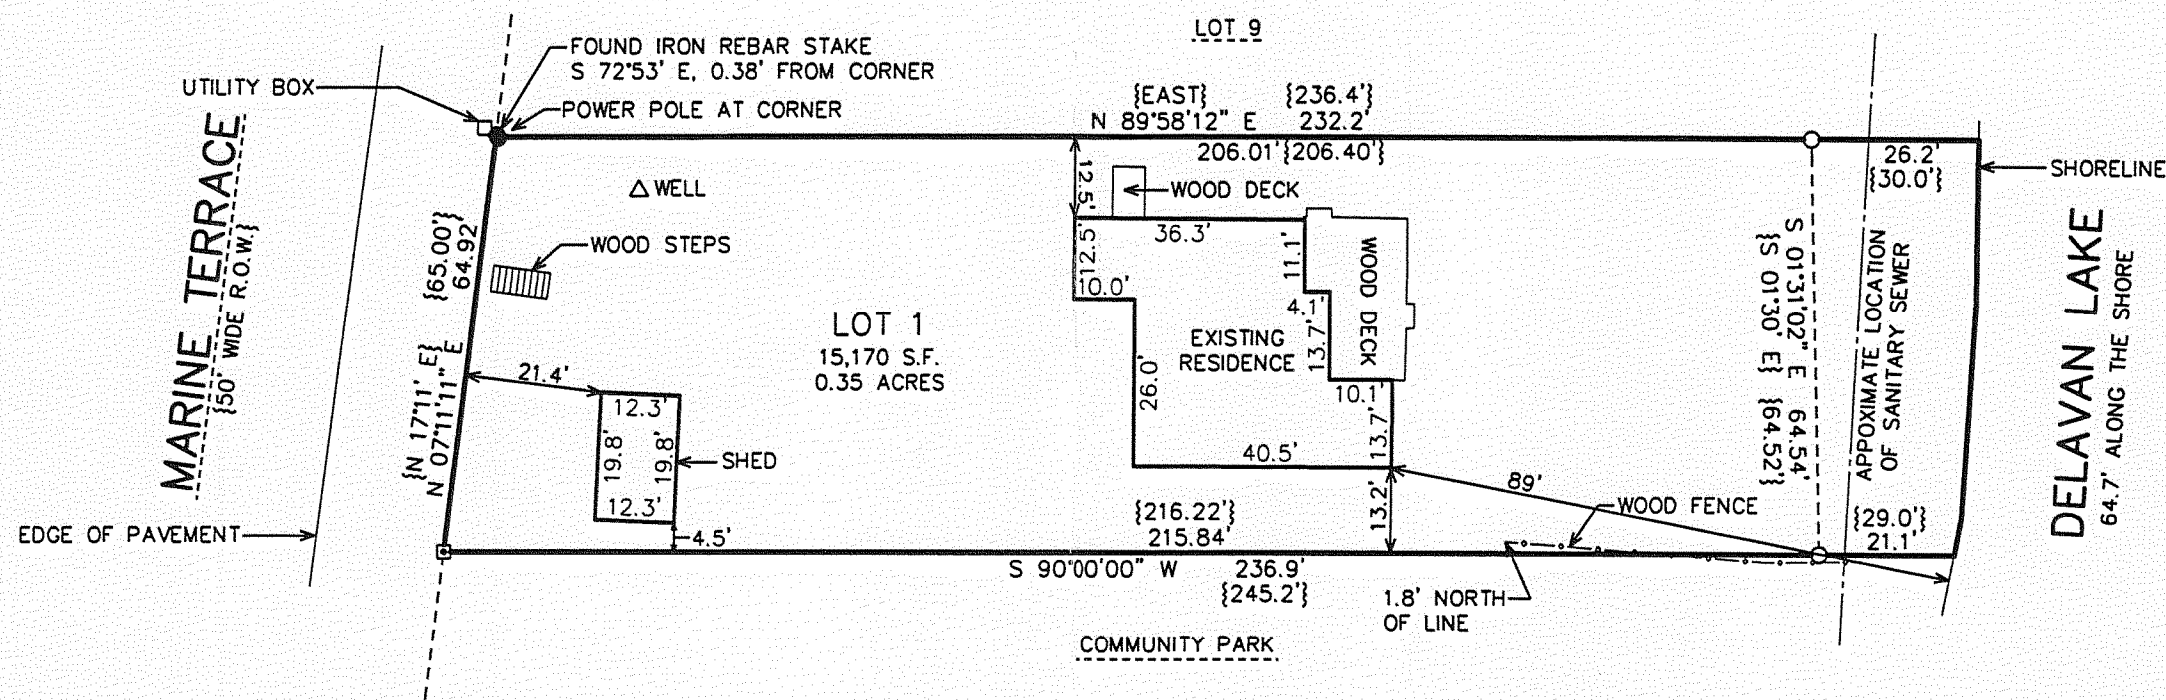 LOT 9
FOUND IRON REBAR STAKE
S 72°53' E, 0.38' FROM CORNER
UTILITY BOX
POWER POLE AT CORNER
{EAST} {236.4'}
N 89°58'12" E 232.2'
206.01' {206.40'}
26.2'
{30.0'}
SHORELINE
MARINE TERRACE
{50' WIDE R.O.W.}
EDGE OF PAVEMENT
{N 17°11' E} {65.00'}
N 07°11'11" E 64.92'
WELL
WOOD STEPS
12.5'
WOOD DECK
36.3'
12.5'
10.0'
11.1'
4.1'
WOOD DECK
13.7'
EXISTING
RESIDENCE
26.0'
10.1'
13.7'
40.5'
13.2'
LOT 1
15,170 S.F.
0.35 ACRES
21.4'
12.3'
19.8'
19.8'
SHED
12.3'
4.5'
89'
WOOD FENCE
S 01°31'02" E 64.54'
{S 01°30' E} {64.52'}
APPOXIMATE LOCATION
OF SANITARY SEWER
DELAVAN LAKE
64.7' ALONG THE SHORE
{29.0'}
21.1'
{216.22'}
215.84'
S 90°00'00" W 236.9'
{245.2'}
1.8' NORTH
OF LINE
COMMUNITY PARK